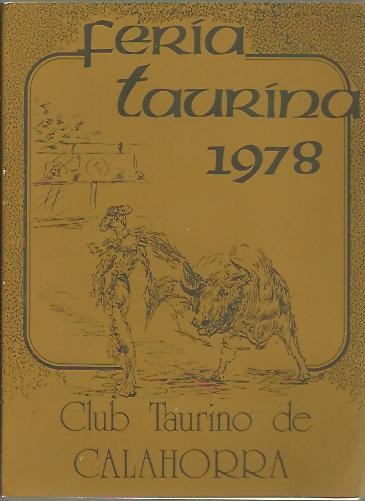 feria
taurina
1978
Club Taurino de
CALAHORRA